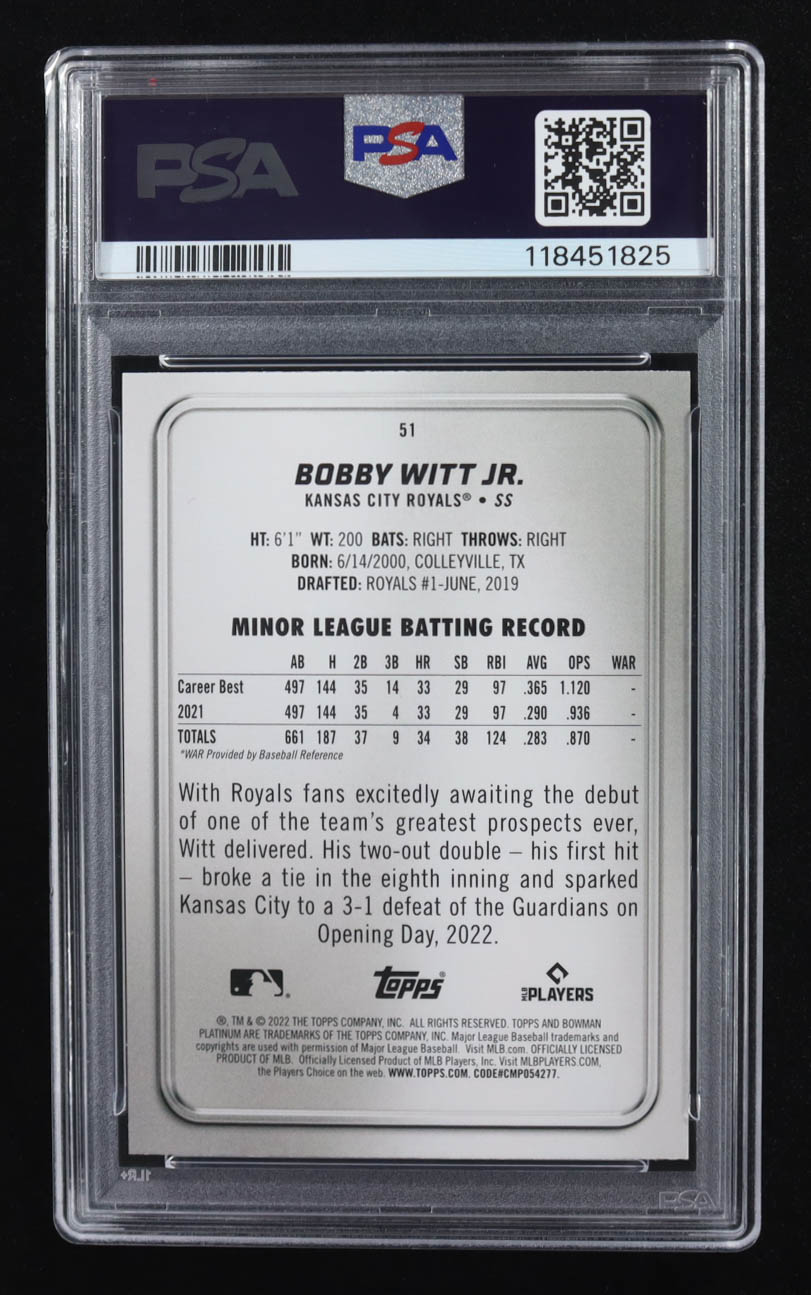 PSA
PSA
118451825
51
BOBBY WITT JR.
KANSAS CITY ROYALS® • SS
HT: 6'1" WT: 200 BATS: RIGHT THROWS: RIGHT
BORN: 6/14/2000, COLLEYVILLE, TX
DRAFTED: ROYALS #1-JUNE, 2019
MINOR LEAGUE BATTING RECORD
AB H 2B 3B HR SB RBI AVG OPS WAR
Career Best 497 144 35 14 33 29 97 .365 1.120 -
2021 497 144 35 4 33 29 97 .290 .936 -
TOTALS 661 187 37 9 34 38 124 .283 .870 -
*WAR Provided by Baseball Reference
With Royals fans excitedly awaiting the debut
of one of the team's greatest prospects ever,
Witt delivered. His two-out double – his first hit
– broke a tie in the eighth inning and sparked
Kansas City to a 3-1 defeat of the Guardians on
Opening Day, 2022.
topps® MLB PLAYERS
®, TM & © 2022 THE TOPPS COMPANY, INC. ALL RIGHTS RESERVED. TOPPS AND BOWMAN
PLATINUM ARE TRADEMARKS OF THE TOPPS COMPANY, INC. Major League Baseball trademarks and
copyrights are used with permission of Major League Baseball. Visit MLB.com. OFFICIALLY LICENSED
PRODUCT OF MLB. Officially Licensed Product of MLB Players, Inc. Visit MLBPLAYERS.COM,
the Players Choice on the web. WWW.TOPPS.COM. CODE#CMP054277.
1LR+
PSA